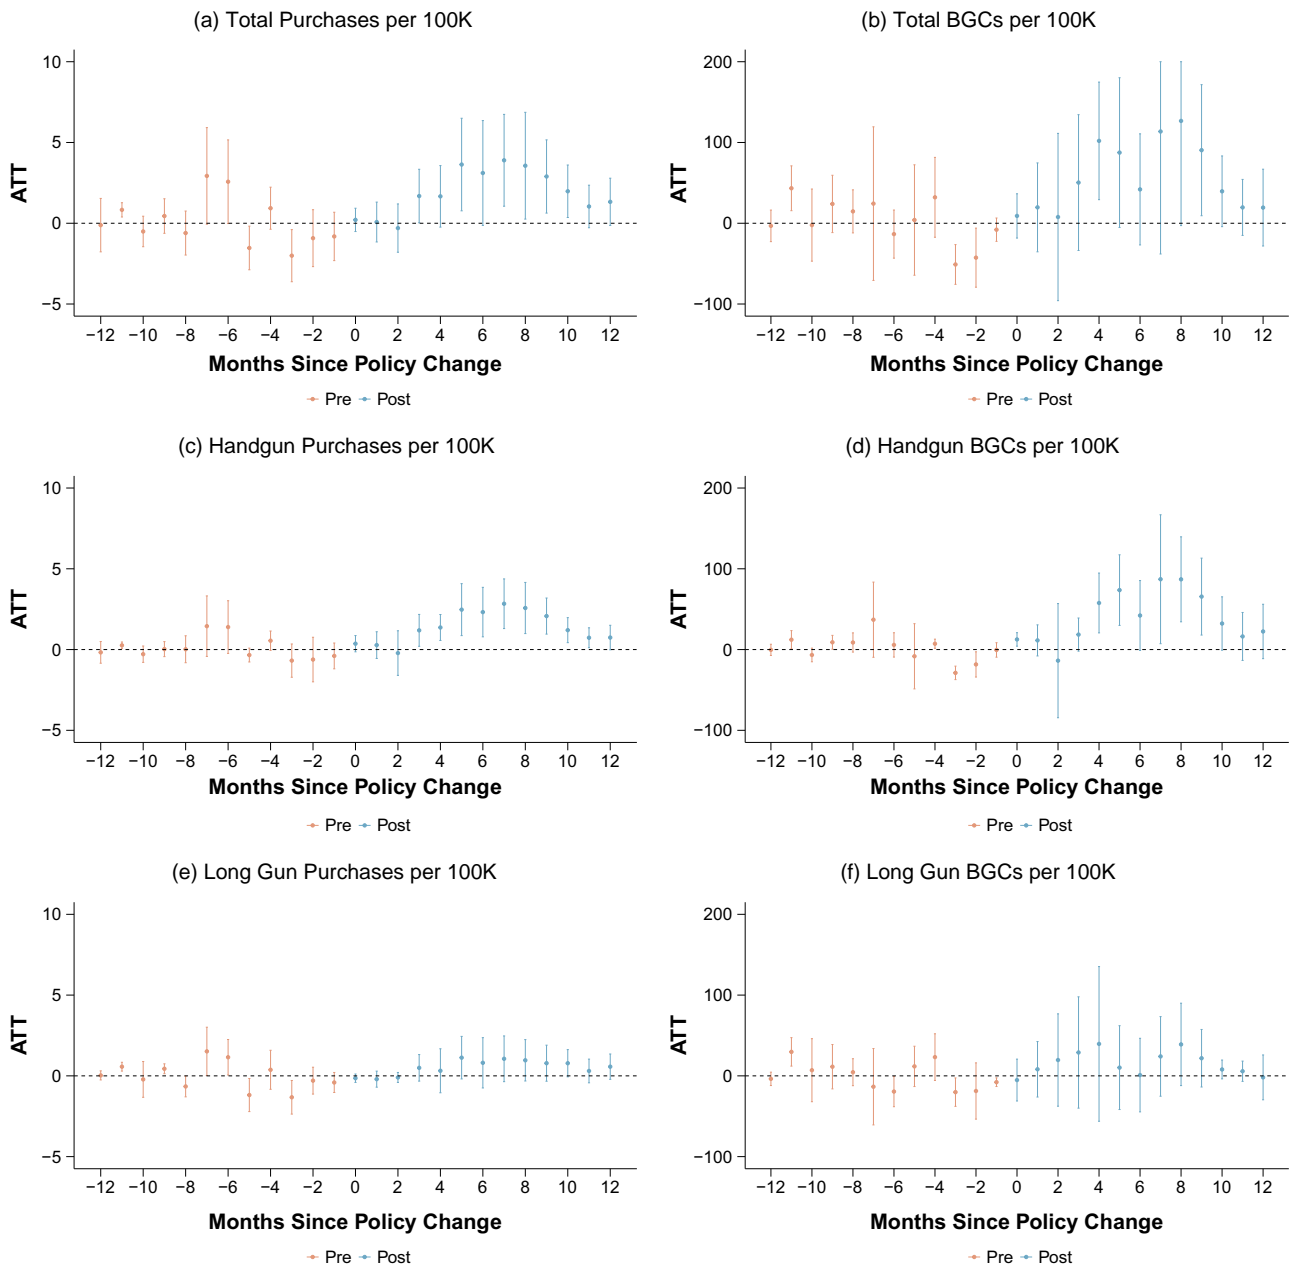 (a) Total Purchases per 100K
10
5
0
−5
ATT
−12 −10 −8 −6 −4 −2 0 2 4 6 8 10 12
Months Since Policy Change
Pre Post
(b) Total BGCs per 100K
200
100
0
−100
ATT
−12 −10 −8 −6 −4 −2 0 2 4 6 8 10 12
Months Since Policy Change
Pre Post
(c) Handgun Purchases per 100K
10
5
0
−5
ATT
−12 −10 −8 −6 −4 −2 0 2 4 6 8 10 12
Months Since Policy Change
Pre Post
(d) Handgun BGCs per 100K
200
100
0
−100
ATT
−12 −10 −8 −6 −4 −2 0 2 4 6 8 10 12
Months Since Policy Change
Pre Post
(e) Long Gun Purchases per 100K
10
5
0
−5
ATT
−12 −10 −8 −6 −4 −2 0 2 4 6 8 10 12
Months Since Policy Change
Pre Post
(f) Long Gun BGCs per 100K
200
100
0
−100
ATT
−12 −10 −8 −6 −4 −2 0 2 4 6 8 10 12
Months Since Policy Change
Pre Post